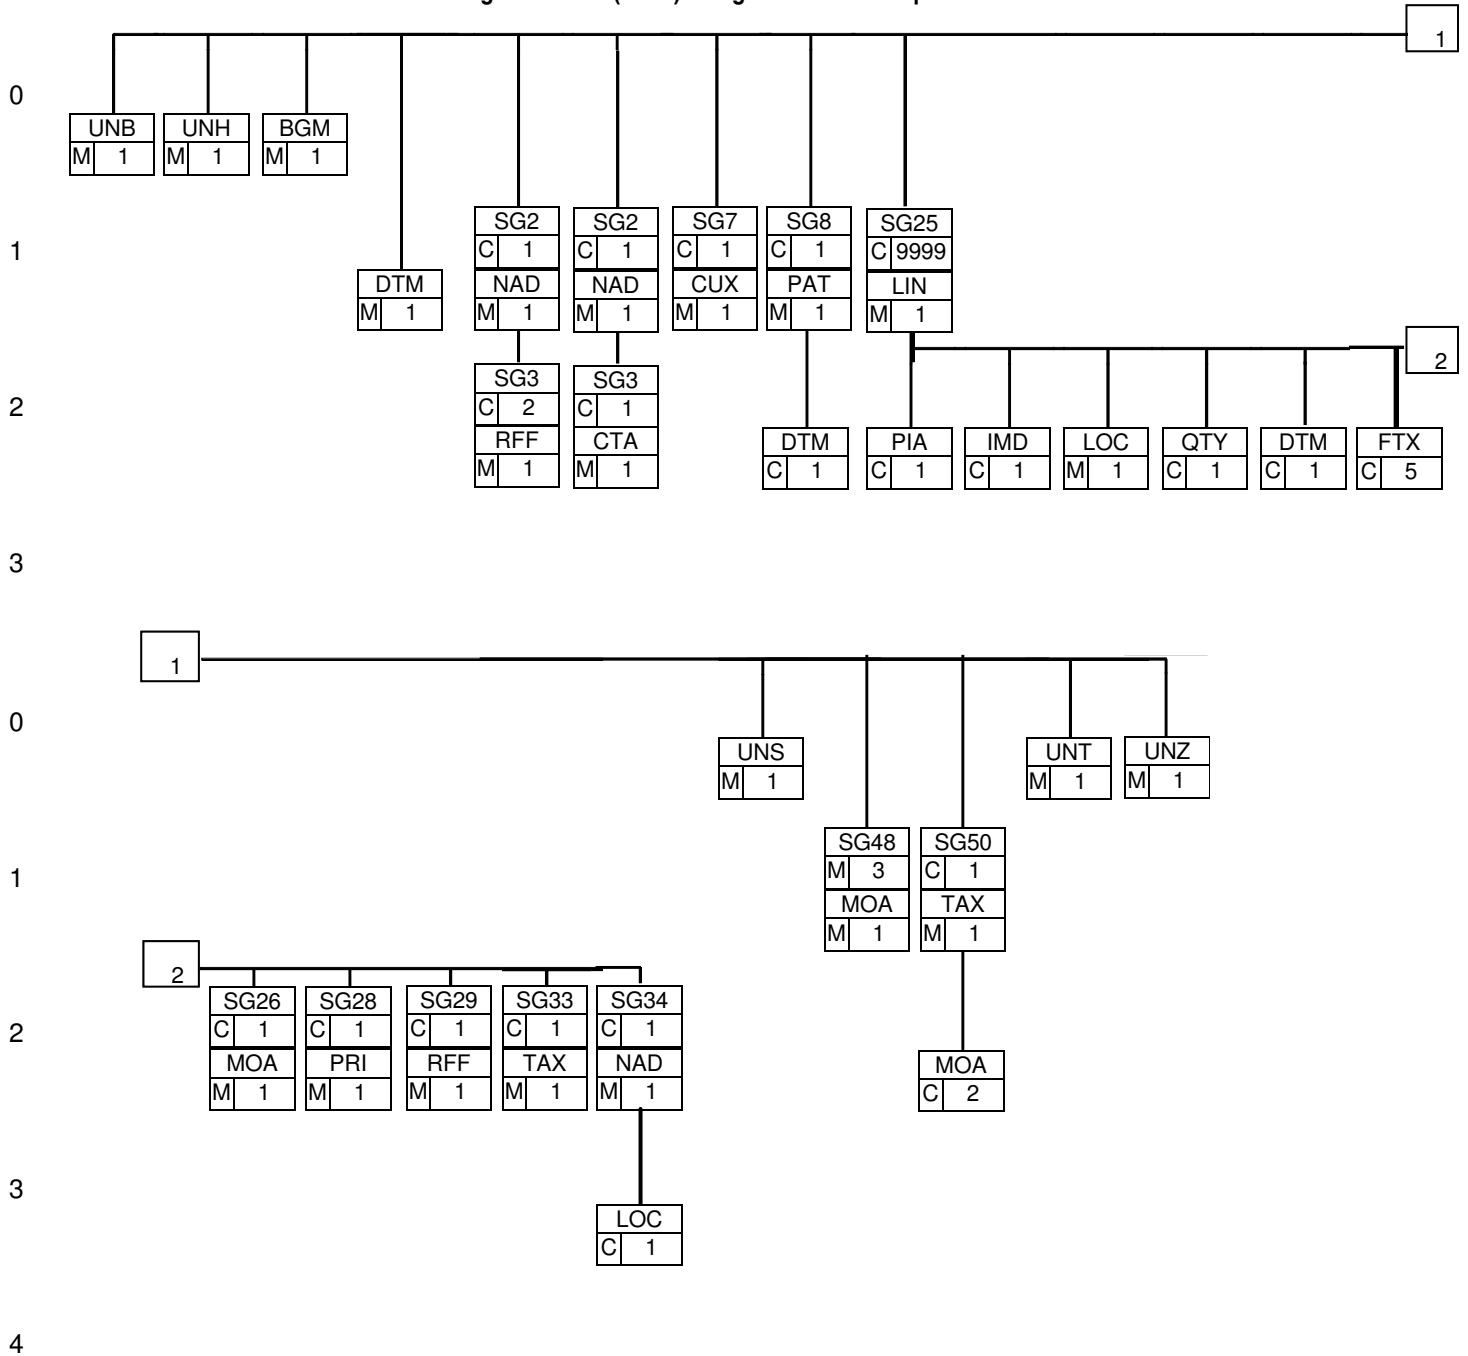 1
0
UNB UNH BGM
M 1 M 1 M 1
SG2 SG2 SG7 SG8 SG25
1
C 1 C 1 C 1 C 1 C 9999
DTM NAD NAD CUX PAT LIN
M 1 M 1 M 1 M 1 M 1 M 1
2
SG3 SG3
2
C 2 C 1
RFF CTA DTM PIA IMD LOC QTY DTM FTX
M 1 M 1 C 1 C 1 C 1 M 1 C 1 C 1 C 5
3
1
0
UNS UNT UNZ
M 1 M 1 M 1
SG48 SG50
1
M 3 C 1
MOA TAX
M 1 M 1
2
SG26 SG28 SG29 SG33 SG34
2
C 1 C 1 C 1 C 1 C 1
MOA PRI RFF TAX NAD MOA
M 1 M 1 M 1 M 1 M 1 C 2
3
LOC
C 1
4